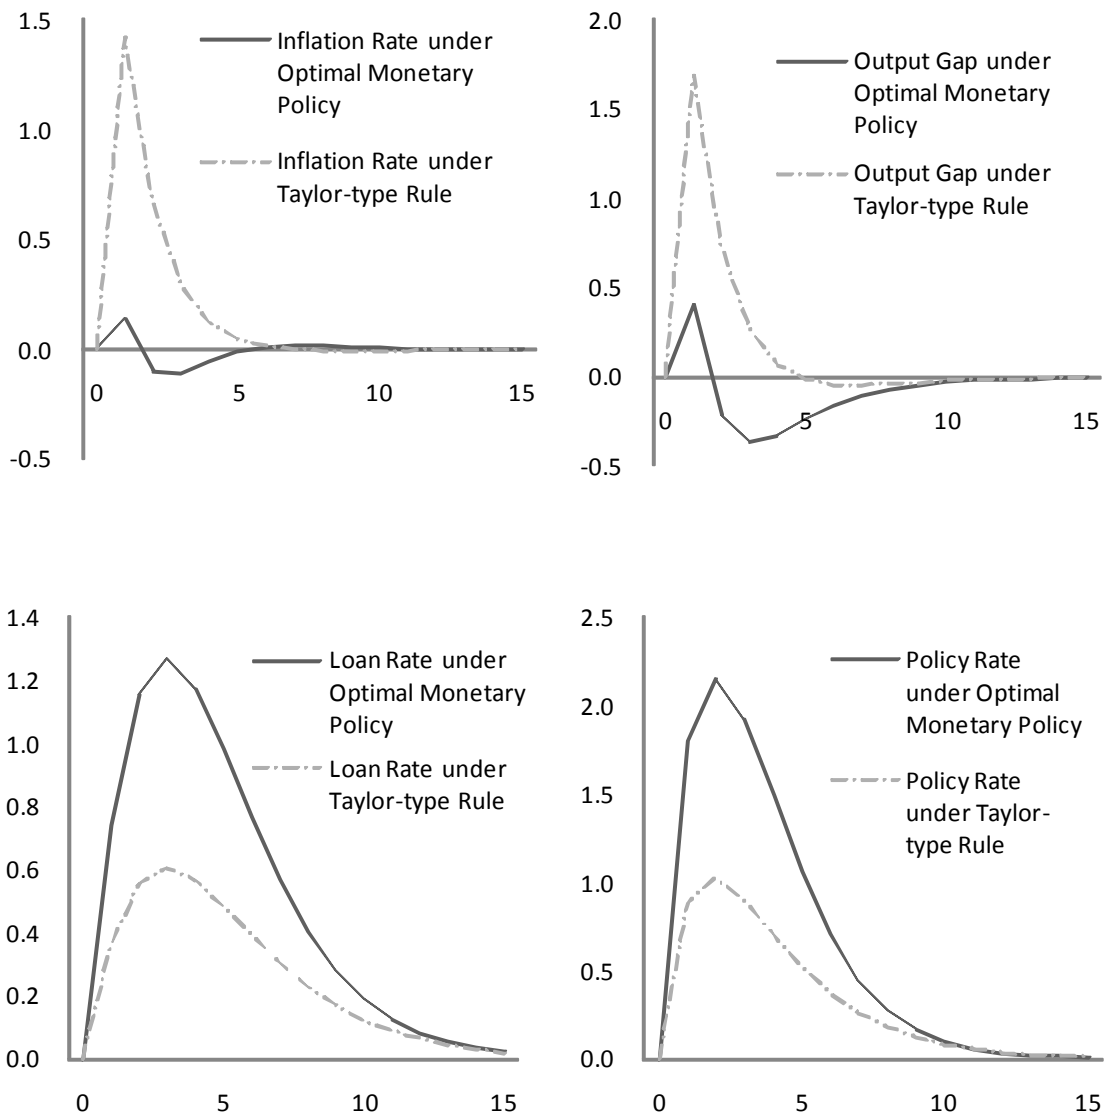 1.5
1.0
0.5
0.0
-0.5
0
5
10
15
Inflation Rate under
Optimal Monetary
Policy
Inflation Rate under
Taylor-type Rule
2.0
1.5
1.0
0.5
0.0
-0.5
0
5
10
15
Output Gap under
Optimal Monetary
Policy
Output Gap under
Taylor-type Rule
1.4
1.2
1.0
0.8
0.6
0.4
0.2
0.0
0
5
10
15
Loan Rate under
Optimal Monetary
Policy
Loan Rate under
Taylor-type Rule
2.5
2.0
1.5
1.0
0.5
0.0
0
5
10
15
Policy Rate
under Optimal
Monetary Policy
Policy Rate
under Taylor-
type Rule